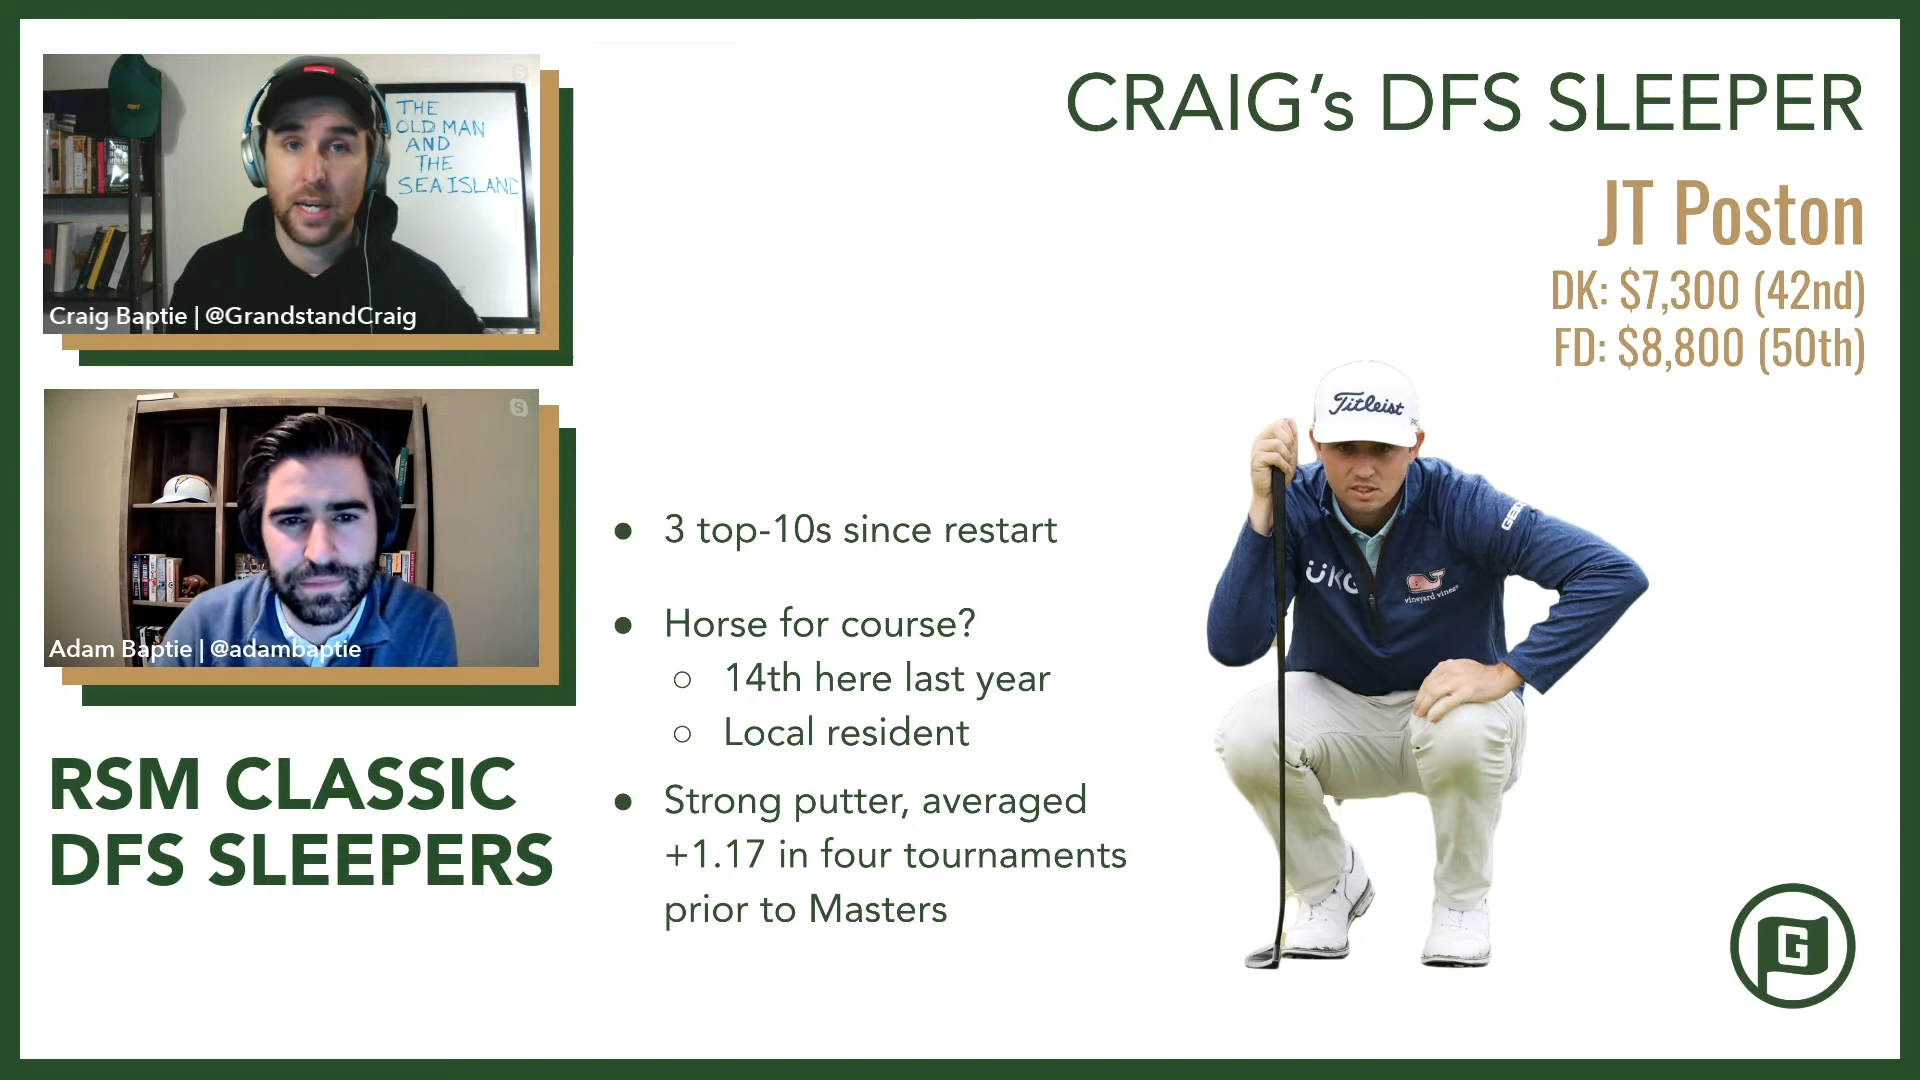 THE
OLD MAN
AND
THE
SEA ISLAND
Craig Baptie | @GrandstandCraig
Adam Baptie | @adambaptie
RSM CLASSIC
DFS SLEEPERS
CRAIG's DFS SLEEPER
JT Poston
DK: $7,300 (42nd)
FD: $8,800 (50th)
● 3 top-10s since restart
● Horse for course?
○ 14th here last year
○ Local resident
● Strong putter, averaged
+1.17 in four tournaments
prior to Masters
Titleist
UKG
vineyard vines
G